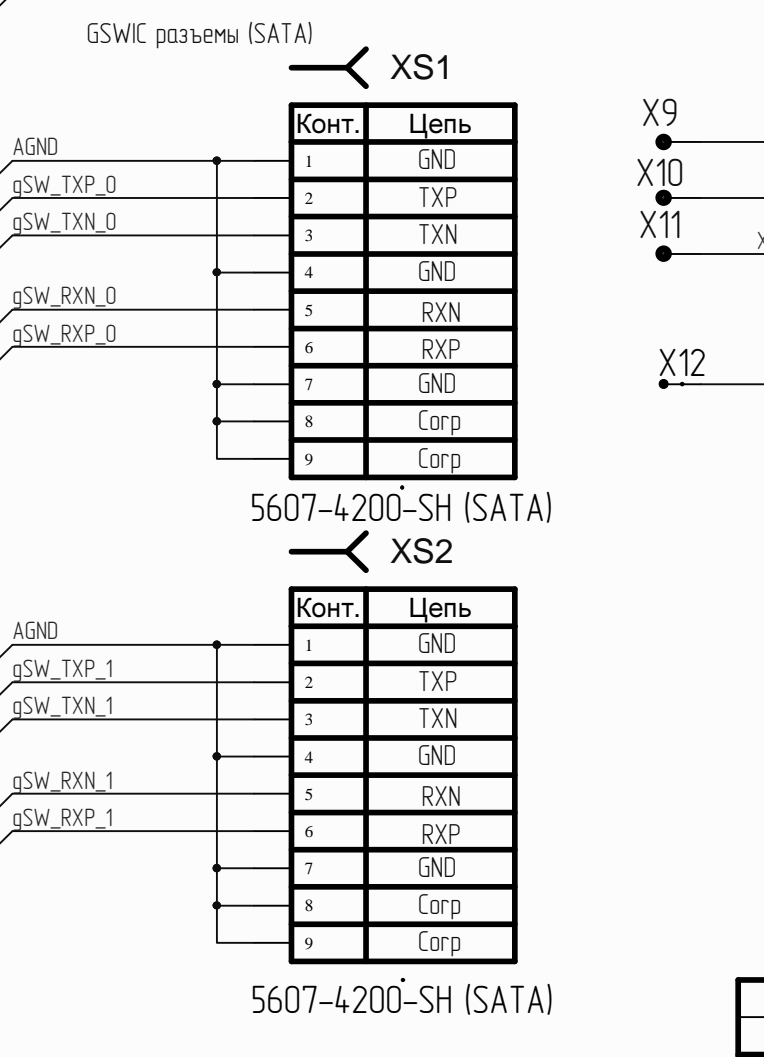 GSWIC разъемы (SATA)
XS1
Конт. Цепь
AGND 1 GND
gSW_TXP_0 2 TXP
gSW_TXN_0 3 TXN
4 GND
gSW_RXN_0 5 RXN
gSW_RXP_0 6 RXP
7 GND
8 Corp
9 Corp
5607-4200-SH (SATA)
XS2
Конт. Цепь
AGND 1 GND
gSW_TXP_1 2 TXP
gSW_TXN_1 3 TXN
4 GND
gSW_RXN_1 5 RXN
gSW_RXP_1 6 RXP
7 GND
8 Corp
9 Corp
5607-4200-SH (SATA)
X9
X10
X11
X
X12